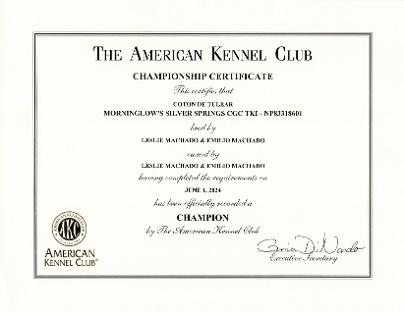 THE AMERICAN KENNEL CLUB
CHAMPIONSHIP CERTIFICATE
This certifies that
COTON DE TULEAR
MORNINGLOW'S SILVER SPRINGS CGC TKI - NP83318601
bred by
LESLIE MACHADO & EMILIO MACHADO
owned by
LESLIE MACHADO & EMILIO MACHADO
having completed the requirements on
JUNE 1, 2024
has been officially recorded a
CHAMPION
by The American Kennel Club
AKC
AMERICAN
KENNEL CLUB
Executive Secretary